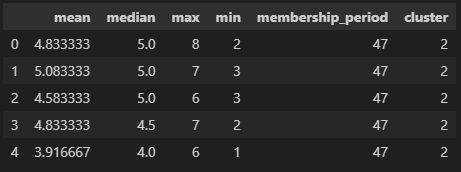 mean median max min membership_period cluster
0 4.833333 5.0 8 2 47 2
1 5.083333 5.0 7 3 47 2
2 4.583333 5.0 6 3 47 2
3 4.833333 4.5 7 2 47 2
4 3.916667 4.0 6 1 47 2